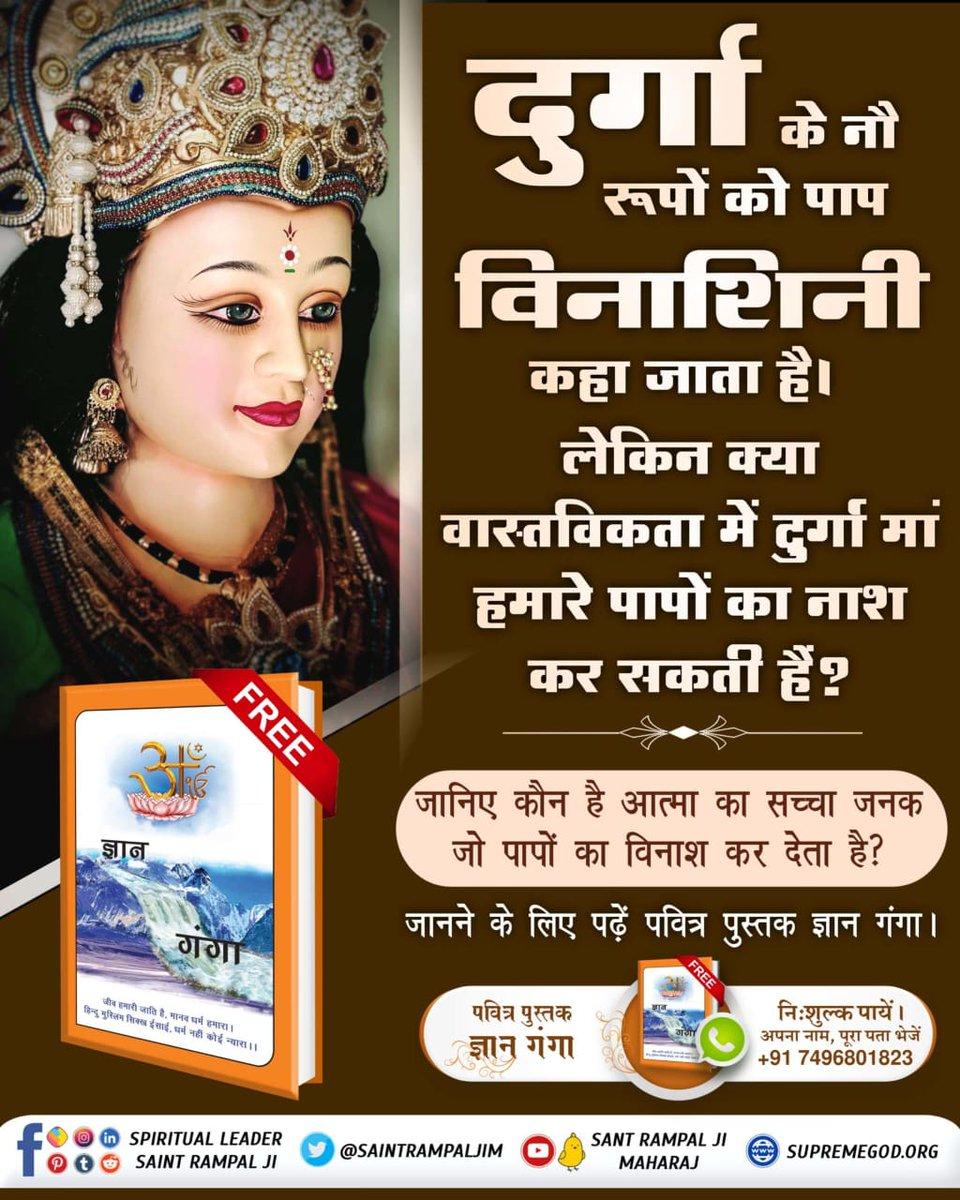 दुर्गा के नौ
रूपों को पाप
विनाशिनी
कहा जाता है।
लेकिन क्या
वास्तविकता में दुर्गा मां
हमारे पापों का नाश
कर सकती हैं?
FREE
ज्ञान
गंगा
जीव हमारी जाति है, मानव धर्म हमारा।
हिन्दु मुस्लिम सिक्ख ईसाई, धर्म नहीं कोई न्यारा।।
जानिए कौन है आत्मा का सच्चा जनक
जो पापों का विनाश कर देता है?
जानने के लिए पढ़ें पवित्र पुस्तक ज्ञान गंगा।
पवित्र पुस्तक
ज्ञान गंगा
FREE
ज्ञान
गंगा
नि:शुल्क पायें।
अपना नाम, पूरा पता भेजें
+91 7496801823
SPIRITUAL LEADER
SAINT RAMPAL JI
@SAINTRAMPALJIM
SANT RAMPAL JI
MAHARAJ
SUPREMEGOD.ORG